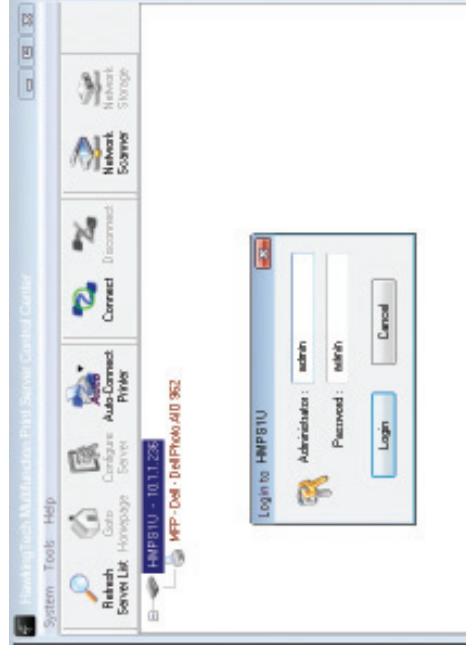 HawkingTech Multifunction Print Server Control Center
System Tools Help
Refresh Server List
Goto Homepage
Configure Server
Auto-Connect Printer
Connect
Disconnect
Network Scanner
Network Storage
HMPS1U - 10.1.1.236
MFP - Dell - Dell Photo AIO 962
Login to HMPS1U
Administrator : admin
Password : admin
Login Cancel